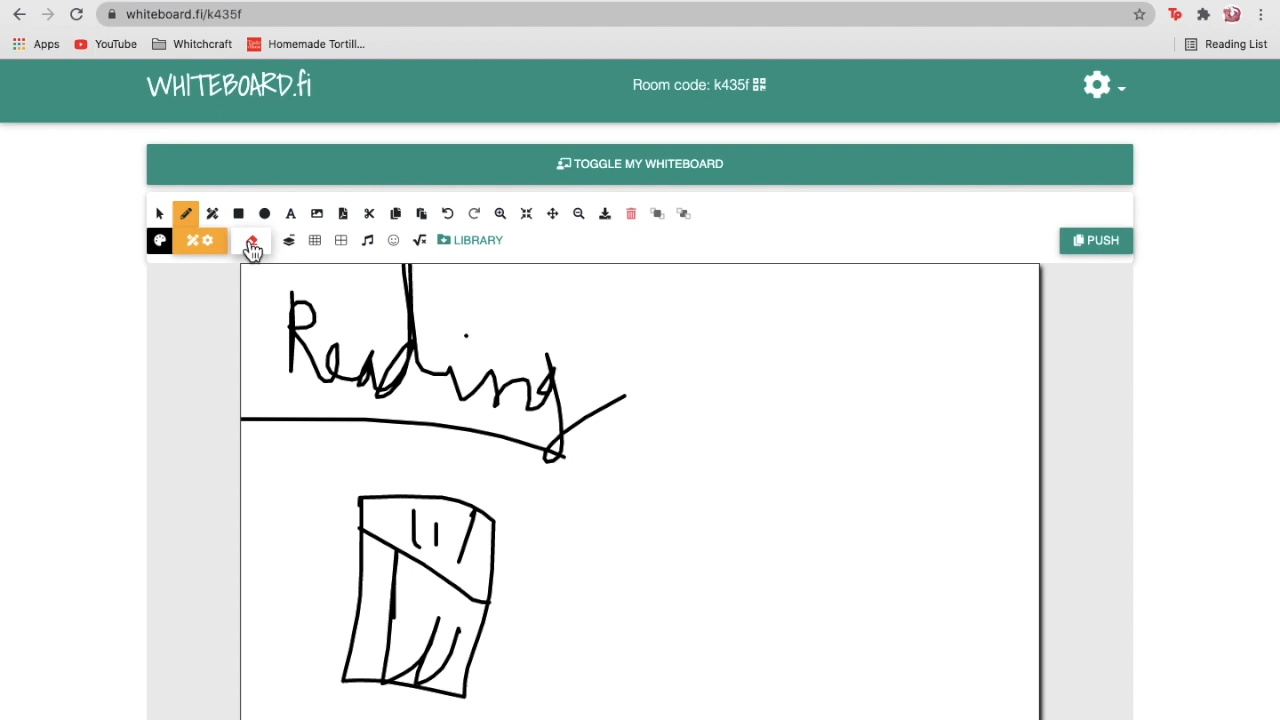 whiteboard.fi/k435f
Apps YouTube Whitchcraft Homemade Tortill... Reading List
WHITEBOARD.fi Room code: k435f
TOGGLE MY WHITEBOARD
LIBRARY PUSH
Reading